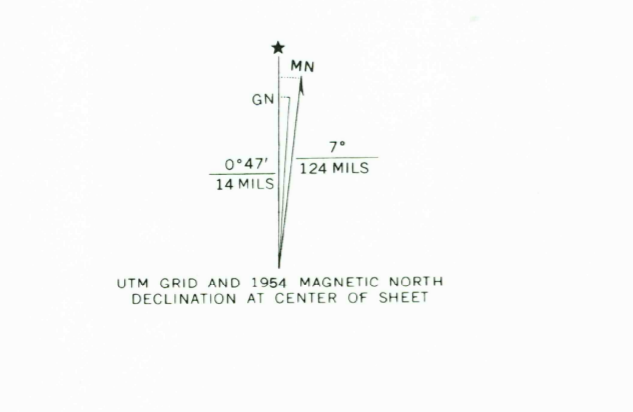 MN
GN
0°47'
14 MILS
7°
124 MILS
UTM GRID AND 1954 MAGNETIC NORTH
DECLINATION AT CENTER OF SHEET